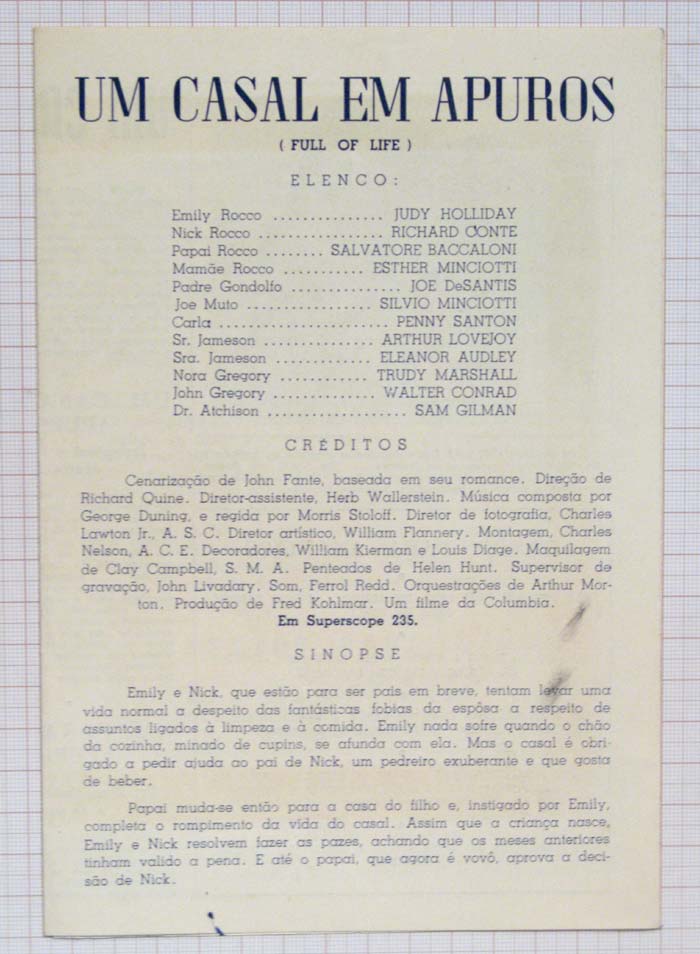 UM CASAL EM APUROS
( FULL OF LIFE )
ELENCO:
Emily Rocco ............... JUDY HOLLIDAY
Nick Rocco ................. RICHARD CONTE
Papai Rocco ........ SALVATORE BACCALONI
Mamãe Rocco ........... ESTHER MINCIOTTI
Padre Gondolfo ............... JOE DeSANTIS
Joe Muto ................. SILVIO MINCIOTTI
Carla ....................... PENNY SANTON
Sr. Jameson ............... ARTHUR LOVEJOY
Sra. Jameson ............. ELEANOR AUDLEY
Nora Gregory ............ TRUDY MARSHALL
John Gregory ............. WALTER CONRAD
Dr. Atchison .................. SAM GILMAN
CRÉDITOS
Cenarização de John Fante, baseada em seu romance. Direção de
Richard Quine. Diretor-assistente, Herb Wallerstein. Música composta por
George Duning, e regida por Morris Stoloff. Diretor de fotografia, Charles
Lawton Jr., A. S. C. Diretor artístico, William Flannery. Montagem, Charles
Nelson, A. C. E. Decoradores, William Kierman e Louis Diage. Maquilagem
de Clay Campbell, S. M. A. Penteados de Helen Hunt. Supervisor de
gravação, John Livadary. Som, Ferrol Redd. Orquestrações de Arthur Mor-
ton. Produção de Fred Kohlmar. Um filme da Columbia.
Em Superscope 235.
SINOPSE
Emily e Nick, que estão para ser pais em breve, tentam levar uma
vida normal a despeito das fantásticas fobias da espôsa a respeito de
assuntos ligados à limpeza e à comida. Emily nada sofre quando o chão
da cozinha, minado de cupins, se afunda com ela. Mas o casal é obri-
gado a pedir ajuda ao pai de Nick, um pedreiro exuberante e que gosta
de beber.
Papai muda-se então para a casa do filho e, instigado por Emily,
completa o rompimento da vida do casal. Assim que a criança nasce,
Emily e Nick resolvem fazer as pazes, achando que os meses anteriores
tinham valido a pena. E até o papai, que agora é vovô, aprova a deci-
são de Nick.